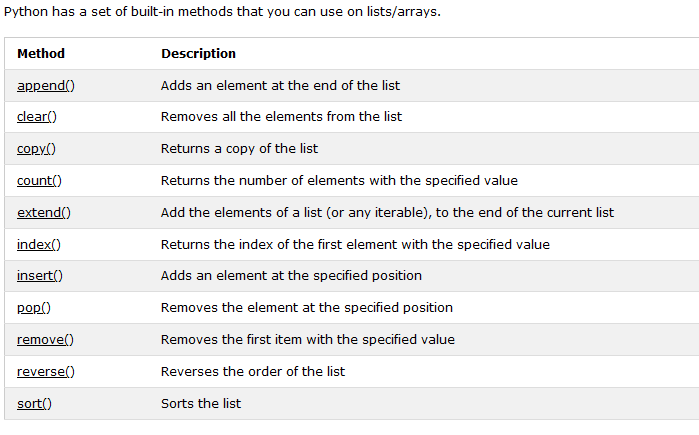 Python has a set of built-in methods that you can use on lists/arrays.
Method Description
append() Adds an element at the end of the list
clear() Removes all the elements from the list
copy() Returns a copy of the list
count() Returns the number of elements with the specified value
extend() Add the elements of a list (or any iterable), to the end of the current list
index() Returns the index of the first element with the specified value
insert() Adds an element at the specified position
pop() Removes the element at the specified position
remove() Removes the first item with the specified value
reverse() Reverses the order of the list
sort() Sorts the list